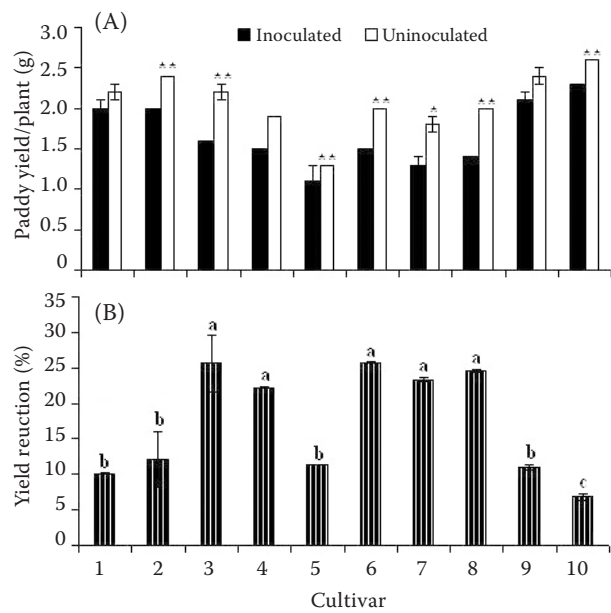 (A)
Inoculated Uninoculated
Paddy yield/plant (g)
3.0
2.5
2.0
1.5
1.0
0.5
0
** ** ** ** * ** **
(B)
Yield reuction (%)
35
30
25
20
15
10
5
0
b b a a b a a a b c
1 2 3 4 5 6 7 8 9 10
Cultivar